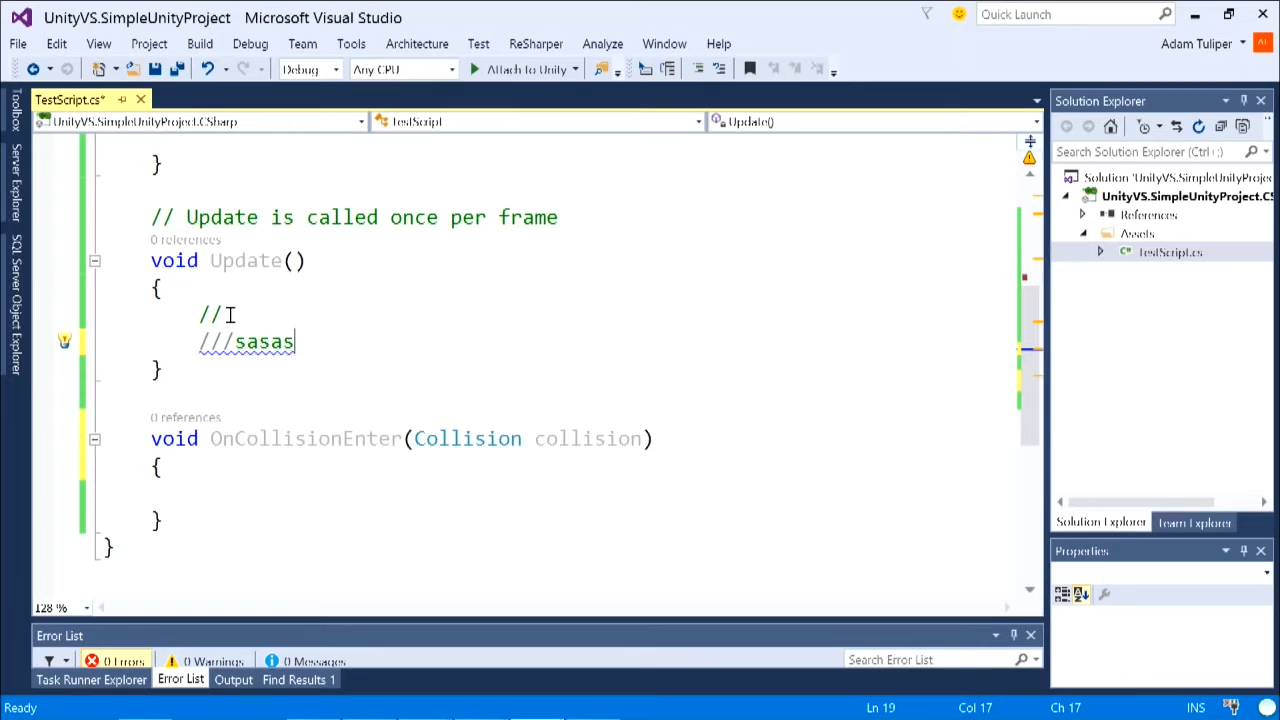 UnityVS.SimpleUnityProject - Microsoft Visual Studio
Quick Launch
File Edit View Project Build Debug Team Tools Architecture Test ReSharper Analyze Window Help
Adam Tuliper
AT
Debug Any CPU Attach to Unity
TestScript.cs*
UnityVS.SimpleUnityProject.CSharp TestScript Update()
Toolbox
Server Explorer
SQL Server Object Explorer
}
// Update is called once per frame
0 references
void Update()
{
//
///sasas
}
0 references
void OnCollisionEnter(Collision collision)
{
}
}
128 %
Solution Explorer
Search Solution Explorer (Ctrl+;)
Solution 'UnityVS.SimpleUnityProjec
UnityVS.SimpleUnityProject.CS
References
Assets
TestScript.cs
Solution Explorer Team Explorer
Properties
Error List
0 Errors 0 Warnings 0 Messages
Search Error List
Task Runner Explorer Error List Output Find Results 1
Ready Ln 19 Col 17 Ch 17 INS